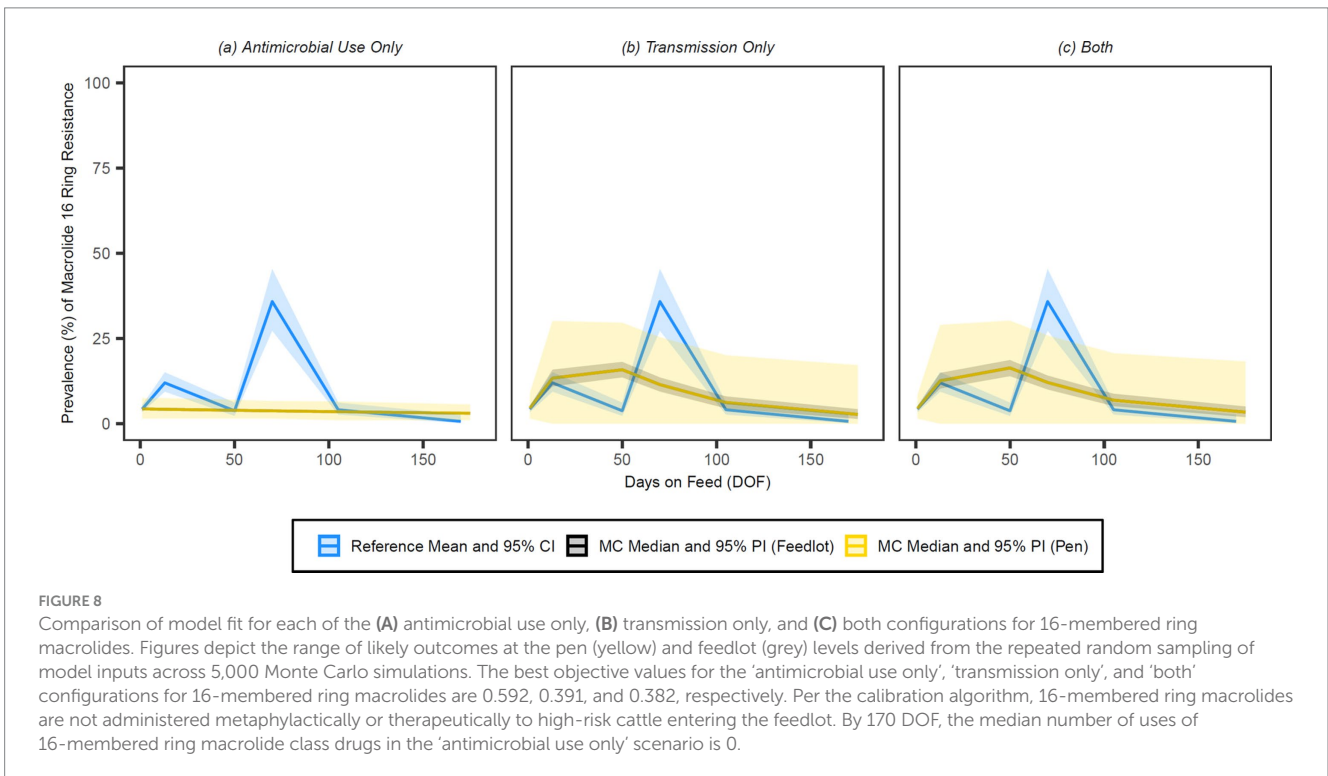 (a) Antimicrobial Use Only (b) Transmission Only (c) Both
Prevalence (%) of Macrolide 16 Ring Resistance
100
75
50
25
0
0 50 100 150 0 50 100 150 0 50 100 150
Days on Feed (DOF)
Reference Mean and 95% CI MC Median and 95% PI (Feedlot) MC Median and 95% PI (Pen)
FIGURE 8
Comparison of model fit for each of the (A) antimicrobial use only, (B) transmission only, and (C) both configurations for 16-membered ring
macrolides. Figures depict the range of likely outcomes at the pen (yellow) and feedlot (grey) levels derived from the repeated random sampling of
model inputs across 5,000 Monte Carlo simulations. The best objective values for the ‘antimicrobial use only’, ‘transmission only’, and ‘both’
configurations for 16-membered ring macrolides are 0.592, 0.391, and 0.382, respectively. Per the calibration algorithm, 16-membered ring macrolides
are not administered metaphylactically or therapeutically to high-risk cattle entering the feedlot. By 170 DOF, the median number of uses of
16-membered ring macrolide class drugs in the ‘antimicrobial use only’ scenario is 0.